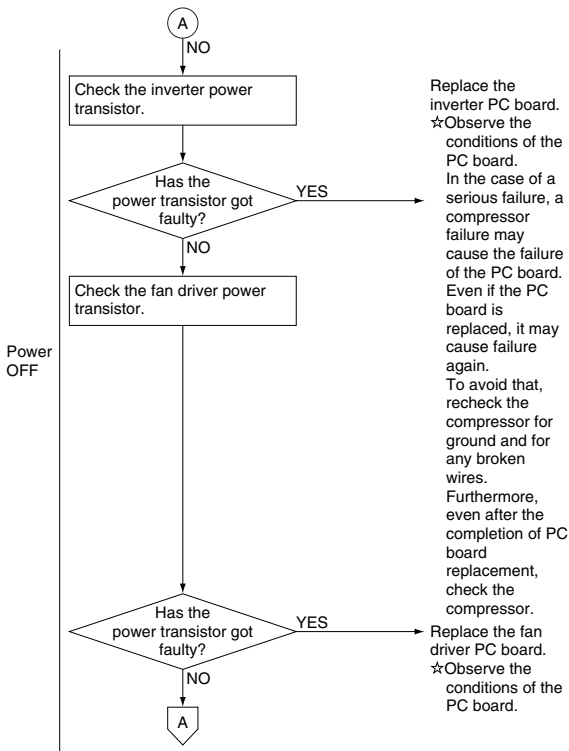 A
NO
Check the inverter power
transistor.
Has the
power transistor got
faulty?
YES
Replace the
inverter PC board.
☆Observe the
conditions of the
PC board.
In the case of a
serious failure, a
compressor
failure may
cause the failure
of the PC board.
Even if the PC
board is
replaced, it may
cause failure
again.
To avoid that,
recheck the
compressor for
ground and for
any broken
wires.
Furthermore,
even after the
completion of PC
board
replacement,
check the
compressor.
NO
Check the fan driver power
transistor.
Power
OFF
Has the
power transistor got
faulty?
YES
Replace the fan
driver PC board.
☆Observe the
conditions of the
PC board.
NO
A